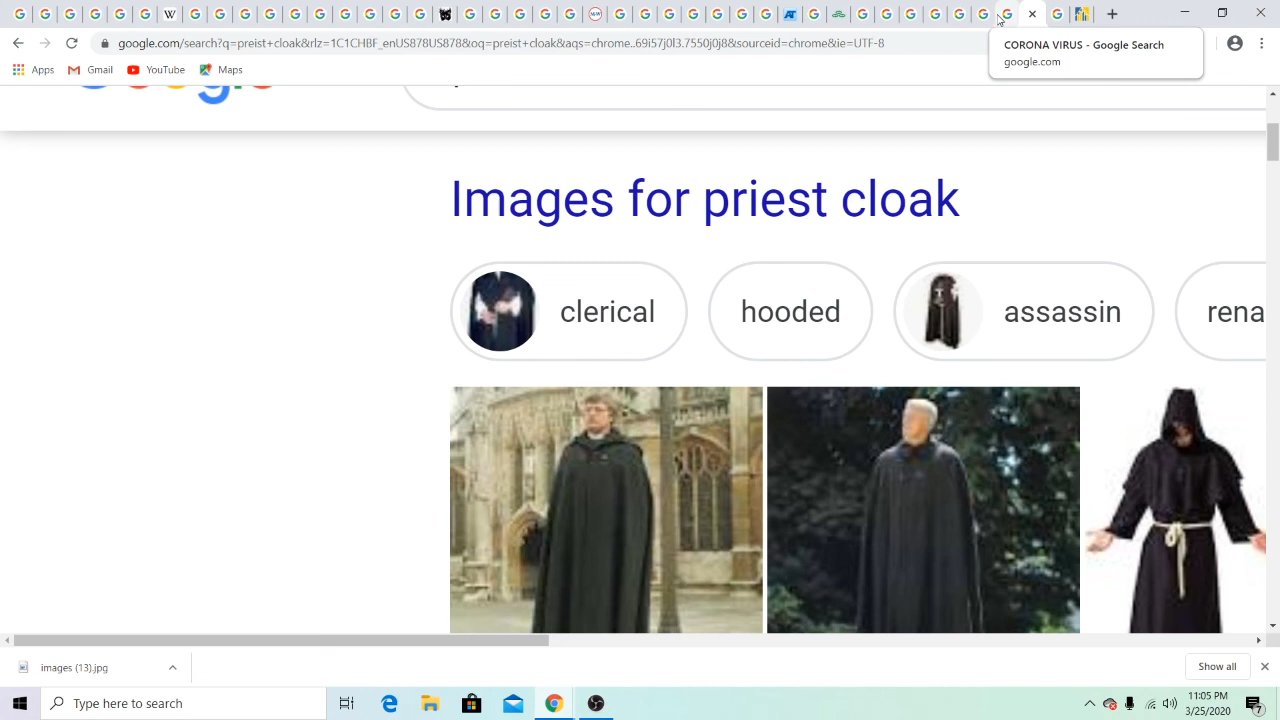 CORONA VIRUS - Google Search
google.com
google.com/search?q=preist+cloak&rlz=1C1CHBF_enUS878US878&oq=preist+cloak&aqs=chrome..69i57j0l3.7550j0j8&sourceid=chrome&ie=UTF-8
Apps Gmail YouTube Maps
Images for priest cloak
clerical hooded assassin rena
images (13).jpg Show all
Type here to search
11:05 PM
3/25/2020
7